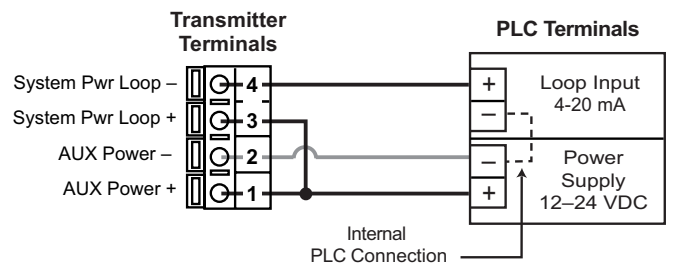 Transmitter
Terminals
PLC Terminals
System Pwr Loop –
4
+
Loop Input
4-20 mA
System Pwr Loop +
3
–
AUX Power –
2
–
Power
Supply
12–24 VDC
AUX Power +
1
+
Internal
PLC Connection